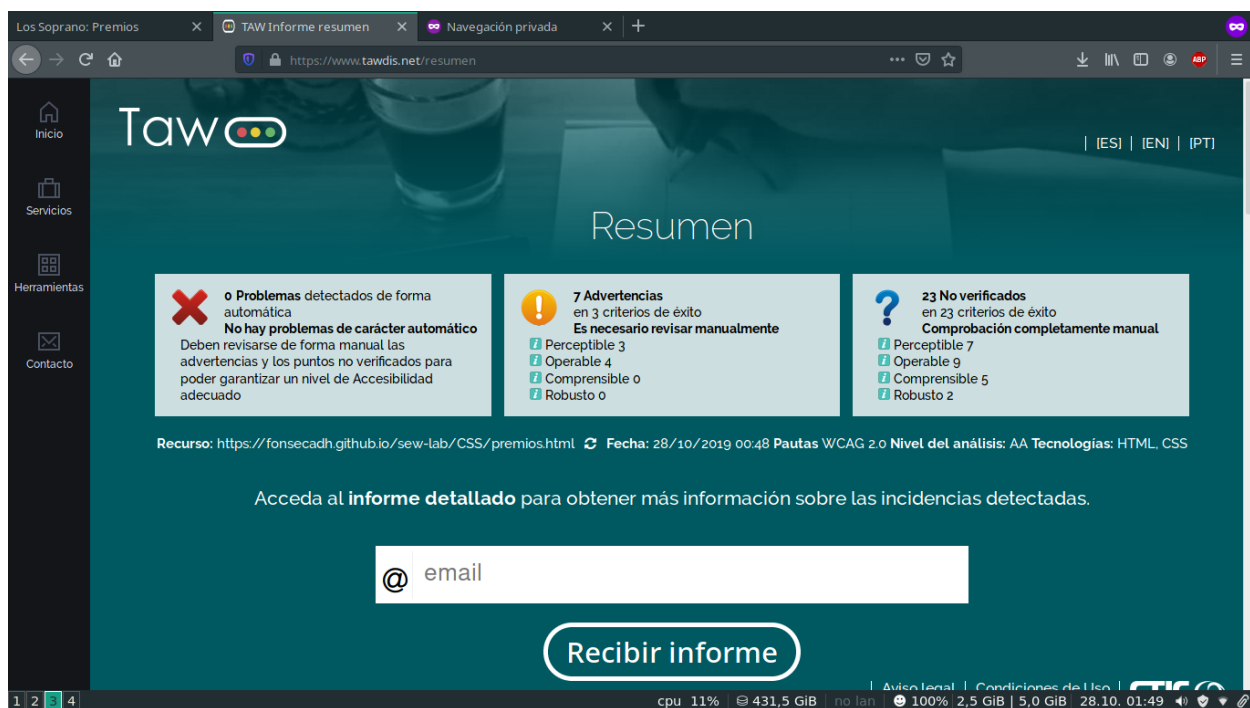 Los Soprano: Premios
TAW Informe resumen
Navegación privada
https://www.tawdis.net/resumen
ABP
Inicio
Servicios
Herramientas
Contacto
Taw
| [ES] | [EN] | [PT]
Resumen
0 Problemas detectados de forma
automática
No hay problemas de carácter automático
Deben revisarse de forma manual las
advertencias y los puntos no verificados para
poder garantizar un nivel de Accesibilidad
adecuado
7 Advertencias
en 3 criterios de éxito
Es necesario revisar manualmente
Perceptible 3
Operable 4
Comprensible 0
Robusto 0
23 No verificados
en 23 criterios de éxito
Comprobación completamente manual
Perceptible 7
Operable 9
Comprensible 5
Robusto 2
Recurso: https://fonsecadh.github.io/sew-lab/CSS/premios.html Fecha: 28/10/2019 00:48 Pautas WCAG 2.0 Nivel del análisis: AA Tecnologías: HTML, CSS
Acceda al informe detallado para obtener más información sobre las incidencias detectadas.
@ email
Recibir informe
| Aviso legal | Condiciones de Uso |
1 2 3 4
cpu 11% 431,5 GiB no lan 100% 2,5 GiB | 5,0 GiB 28.10. 01:49